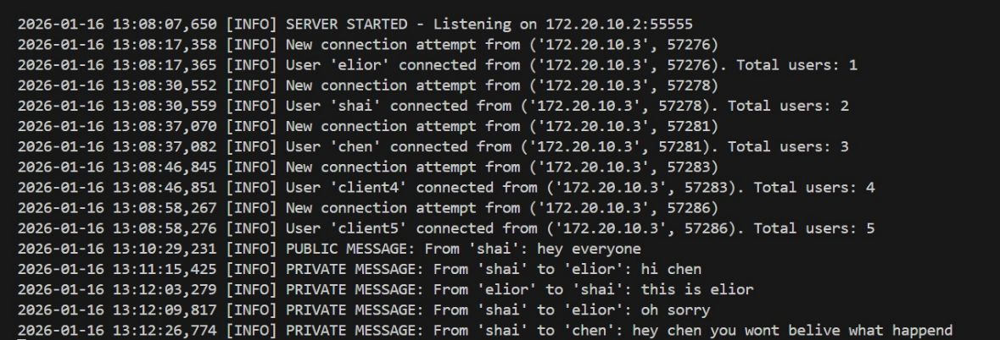 2026-01-16 13:08:07,650 [INFO] SERVER STARTED - Listening on 172.20.10.2:55555
2026-01-16 13:08:17,358 [INFO] New connection attempt from ('172.20.10.3', 57276)
2026-01-16 13:08:17,365 [INFO] User 'elior' connected from ('172.20.10.3', 57276). Total users: 1
2026-01-16 13:08:30,552 [INFO] New connection attempt from ('172.20.10.3', 57278)
2026-01-16 13:08:30,559 [INFO] User 'shai' connected from ('172.20.10.3', 57278). Total users: 2
2026-01-16 13:08:37,070 [INFO] New connection attempt from ('172.20.10.3', 57281)
2026-01-16 13:08:37,082 [INFO] User 'chen' connected from ('172.20.10.3', 57281). Total users: 3
2026-01-16 13:08:46,845 [INFO] New connection attempt from ('172.20.10.3', 57283)
2026-01-16 13:08:46,851 [INFO] User 'client4' connected from ('172.20.10.3', 57283). Total users: 4
2026-01-16 13:08:58,267 [INFO] New connection attempt from ('172.20.10.3', 57286)
2026-01-16 13:08:58,276 [INFO] User 'client5' connected from ('172.20.10.3', 57286). Total users: 5
2026-01-16 13:10:29,231 [INFO] PUBLIC MESSAGE: From 'shai': hey everyone
2026-01-16 13:11:15,425 [INFO] PRIVATE MESSAGE: From 'shai' to 'elior': hi chen
2026-01-16 13:12:03,279 [INFO] PRIVATE MESSAGE: From 'elior' to 'shai': this is elior
2026-01-16 13:12:09,817 [INFO] PRIVATE MESSAGE: From 'shai' to 'elior': oh sorry
2026-01-16 13:12:26,774 [INFO] PRIVATE MESSAGE: From 'shai' to 'chen': hey chen you wont belive what happend